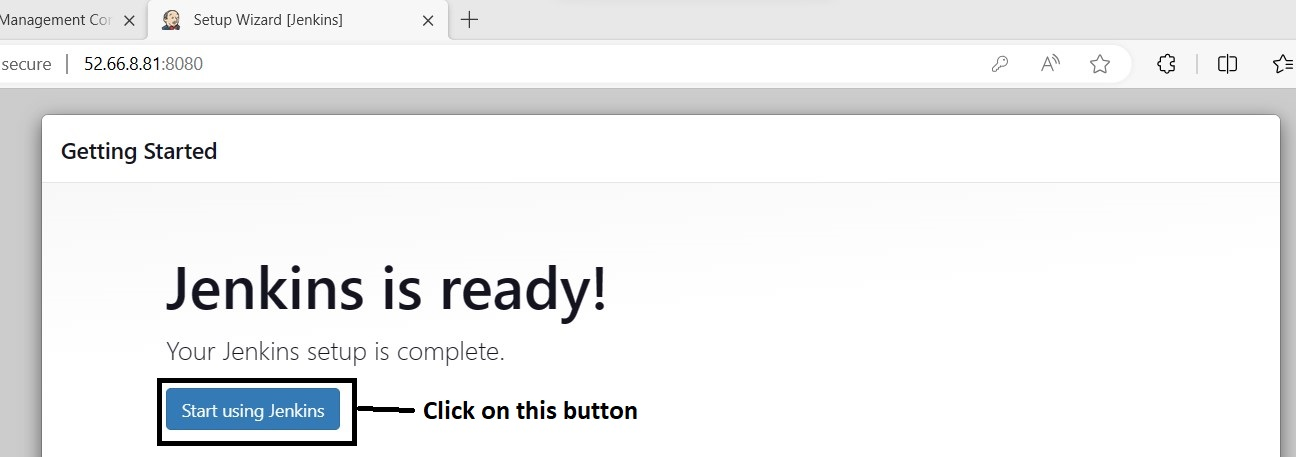 Management Co
Setup Wizard [Jenkins]
secure
52.66.8.81:8080
Getting Started
Jenkins is ready!
Your Jenkins setup is complete.
Start using Jenkins
Click on this button